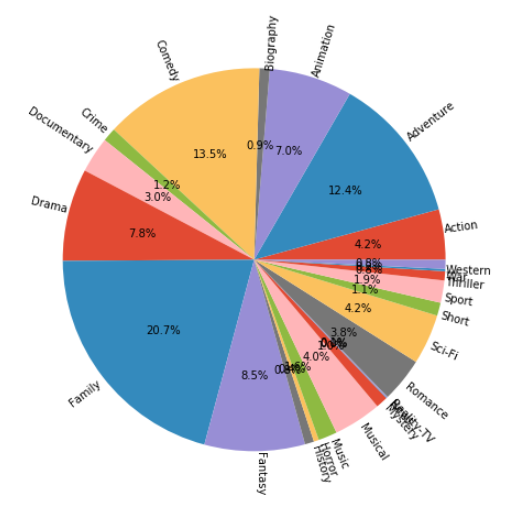 Action
4.2%
Adventure
12.4%
Animation
7.0%
Biography
0.9%
Comedy
13.5%
Crime
1.2%
Documentary
3.0%
Drama
7.8%
Family
20.7%
Fantasy
8.5%
History
Horror
Music
Musical
4.0%
Mystery
Reality-TV
Romance
3.8%
Sci-Fi
4.2%
Short
1.1%
Sport
1.9%
Thriller
War
Western
0.8%